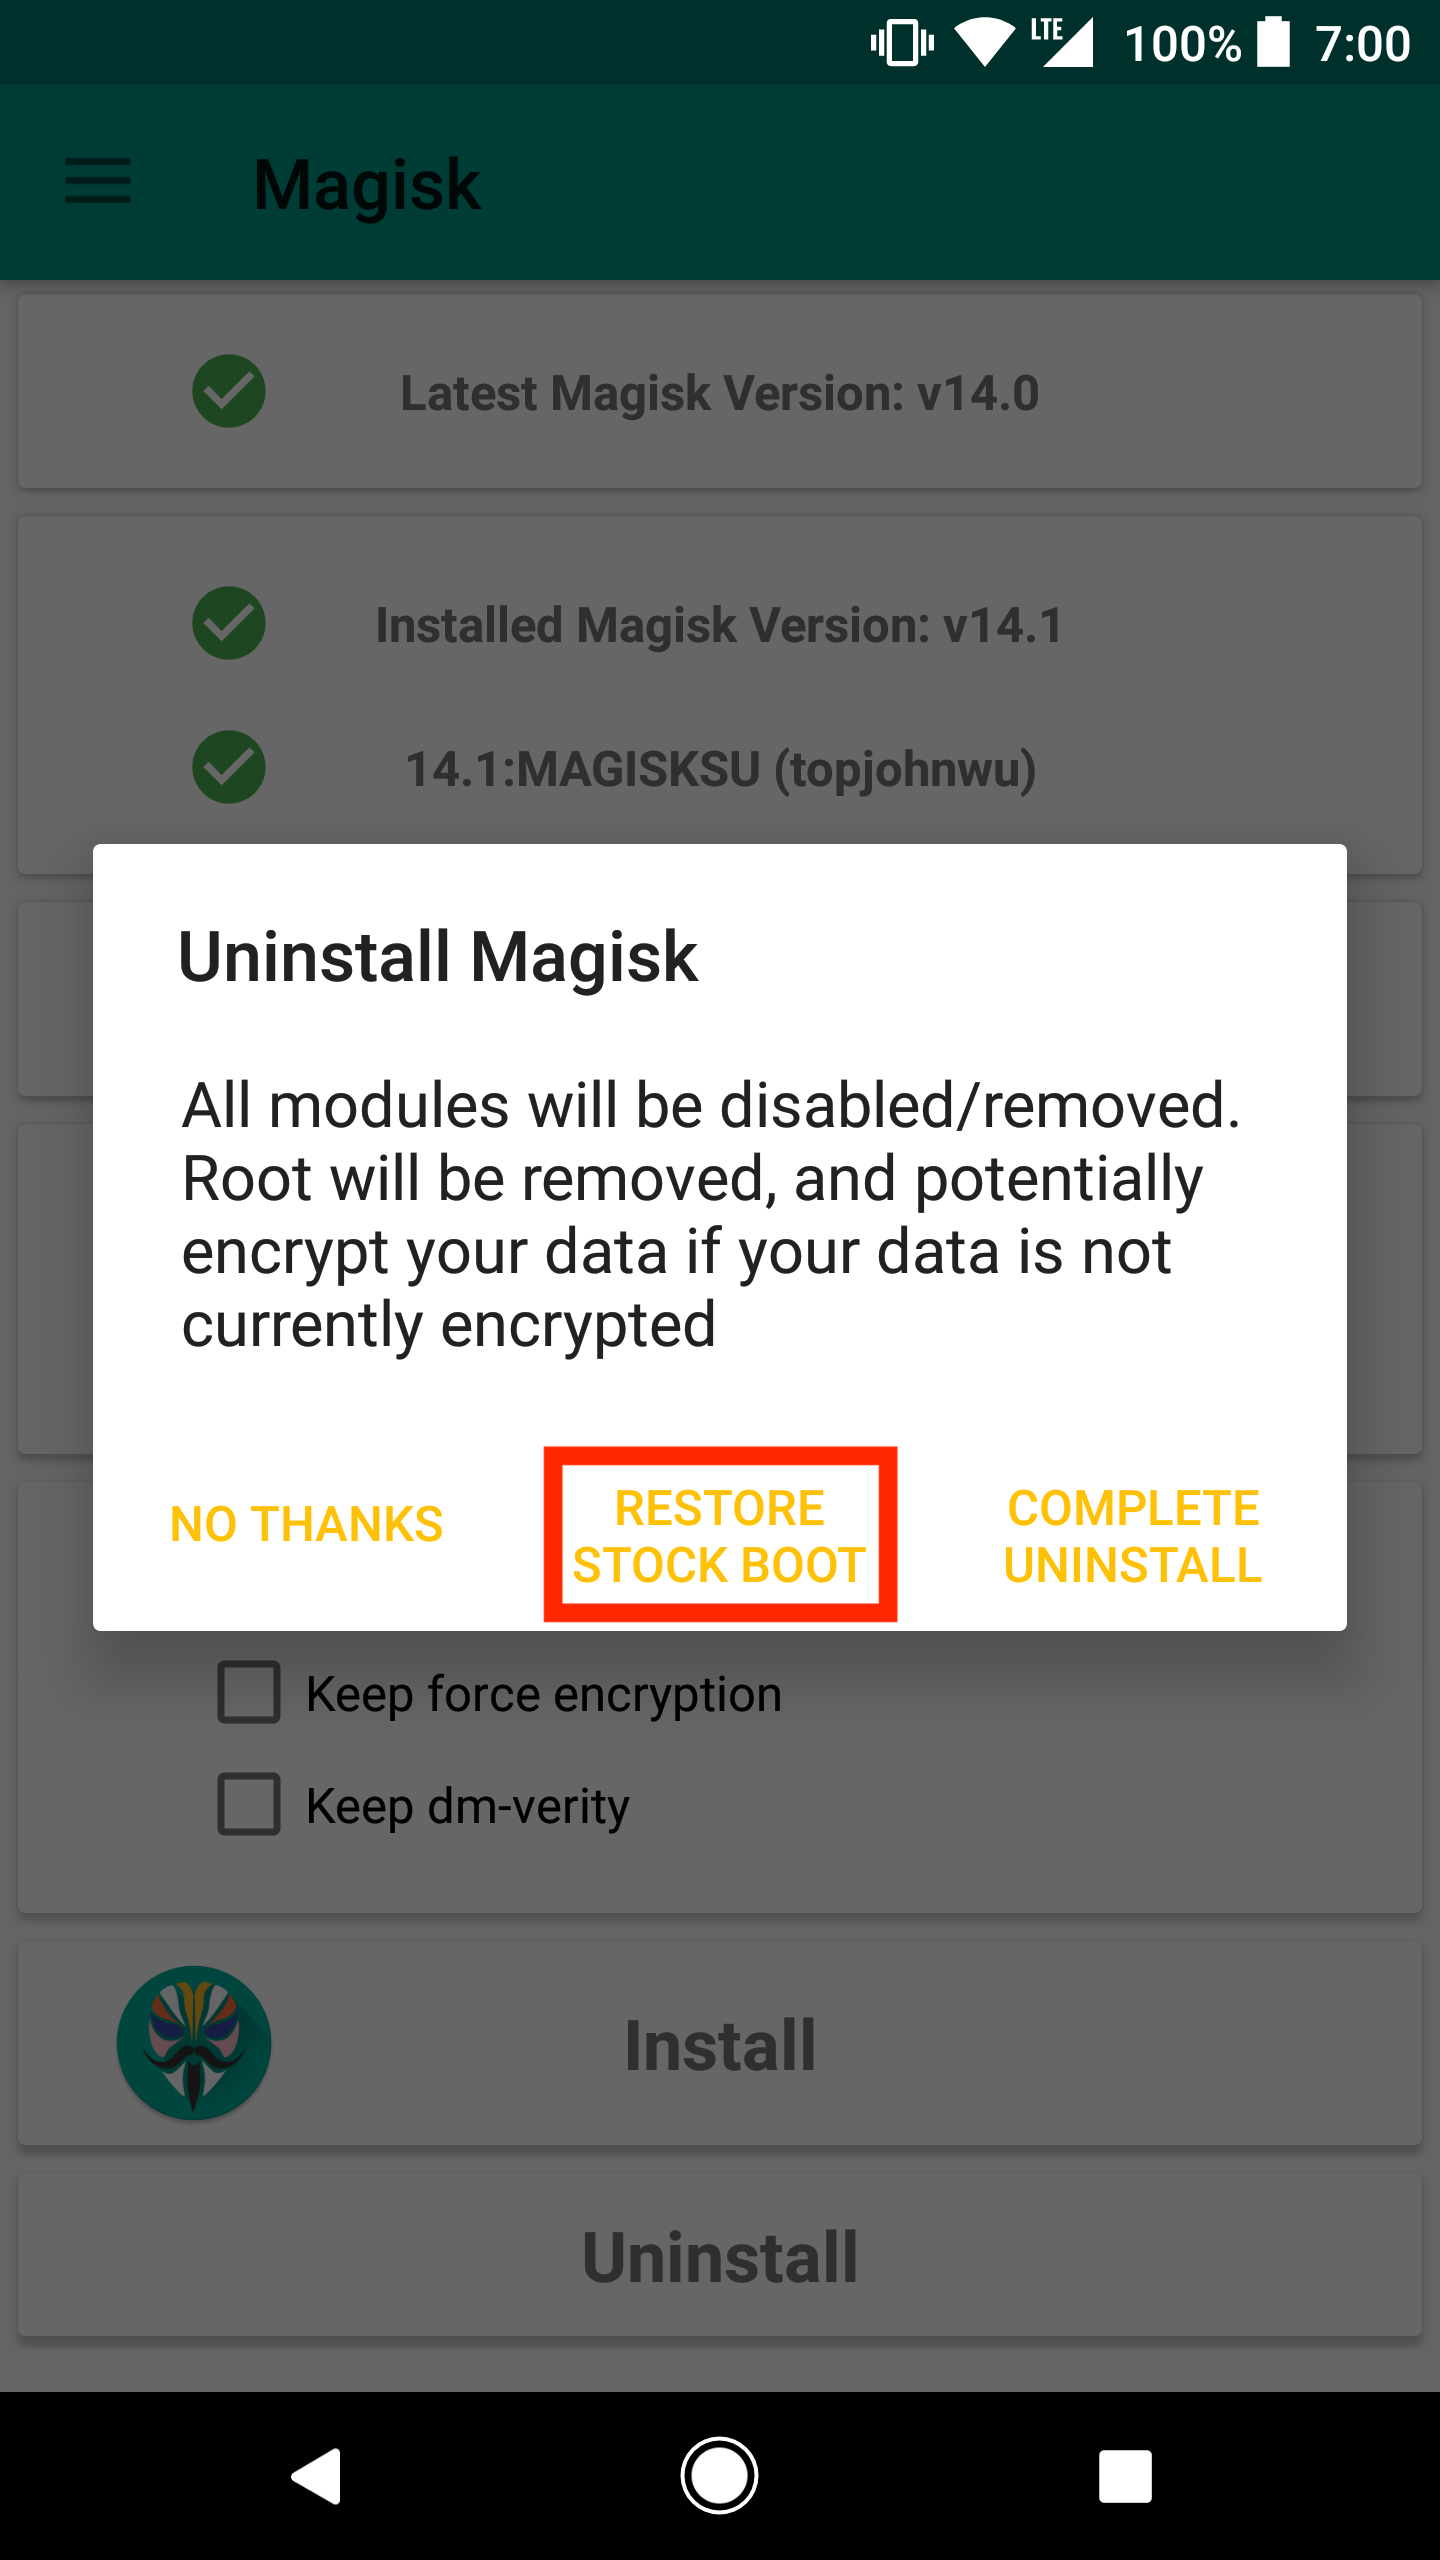 LTE 100% 7:00
Magisk
Latest Magisk Version: v14.0
Installed Magisk Version: v14.1
14.1:MAGISKSU (topjohnwu)
Uninstall Magisk
All modules will be disabled/removed.
Root will be removed, and potentially
encrypt your data if your data is not
currently encrypted
NO THANKS
RESTORE
STOCK BOOT
COMPLETE
UNINSTALL
Keep force encryption
Keep dm-verity
Install
Uninstall